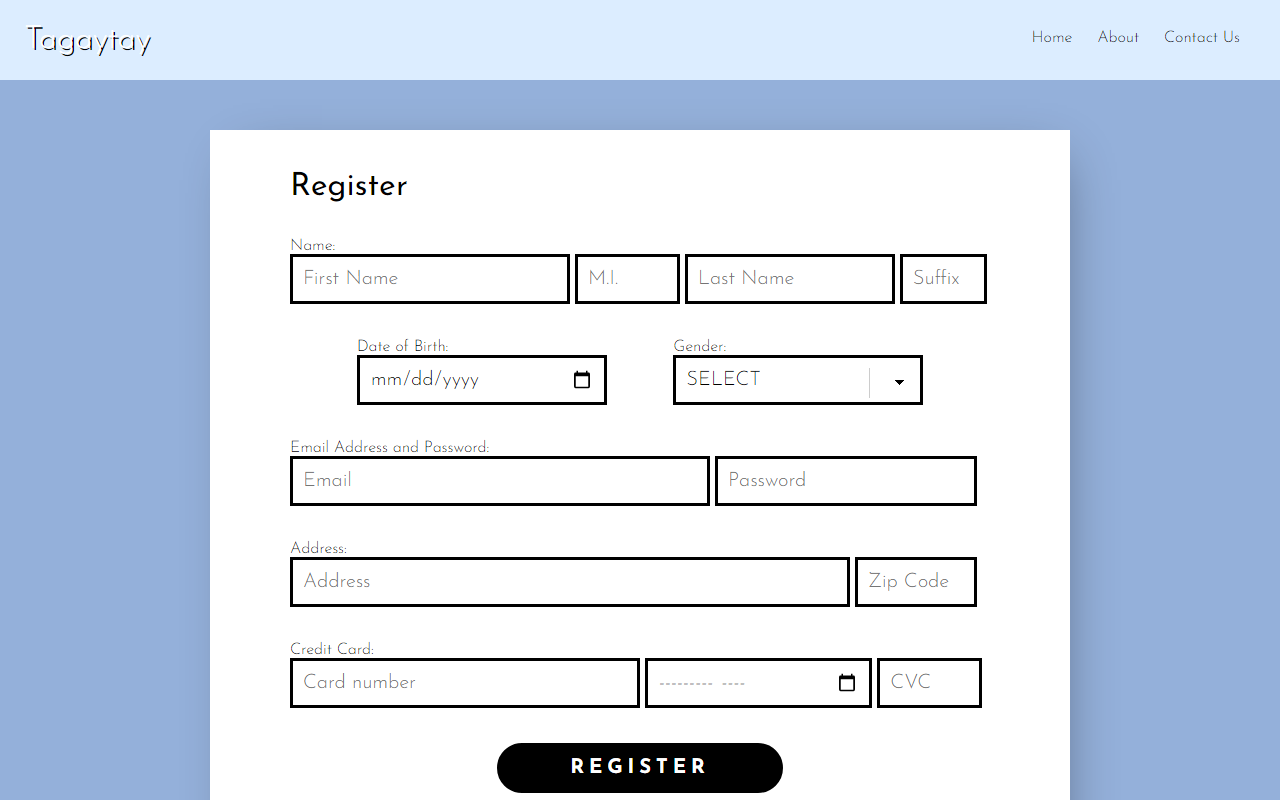 Tagaytay
Home About Contact Us
Register
Name:
First Name M.I. Last Name Suffix
Date of Birth: Gender:
mm/dd/yyyy SELECT
Email Address and Password:
Email Password
Address:
Address Zip Code
Credit Card:
Card number --------- ---- CVC
REGISTER